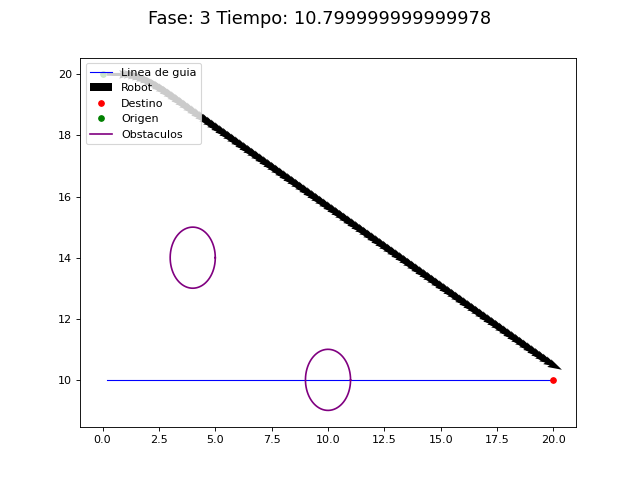 Fase: 3 Tiempo: 10.799999999999978
Linea de guia
Robot
Destino
Origen
Obstaculos
20
18
16
14
12
10
0.0 2.5 5.0 7.5 10.0 12.5 15.0 17.5 20.0